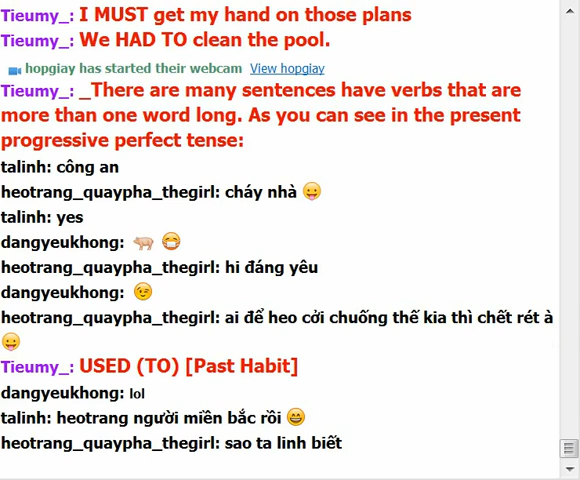 Tieumy_: I MUST get my hand on those plans
Tieumy_: We HAD TO clean the pool.
hopgiay has started their webcam View hopgiay
Tieumy_: _There are many sentences have verbs that are
more than one word long. As you can see in the present
progressive perfect tense:
talinh: công an
heotrang_quaypha_thegirl: cháy nhà 😛
talinh: yes
dangyeukhong: 🐖 😷
heotrang_quaypha_thegirl: hi đáng yêu
dangyeukhong: 😉
heotrang_quaypha_thegirl: ai để heo cởi chuống thế kia thì chết rét à
😛
Tieumy_: USED (TO) [Past Habit]
dangyeukhong: lol
talinh: heotrang người miền bắc rồi 😄
heotrang_quaypha_thegirl: sao ta linh biết